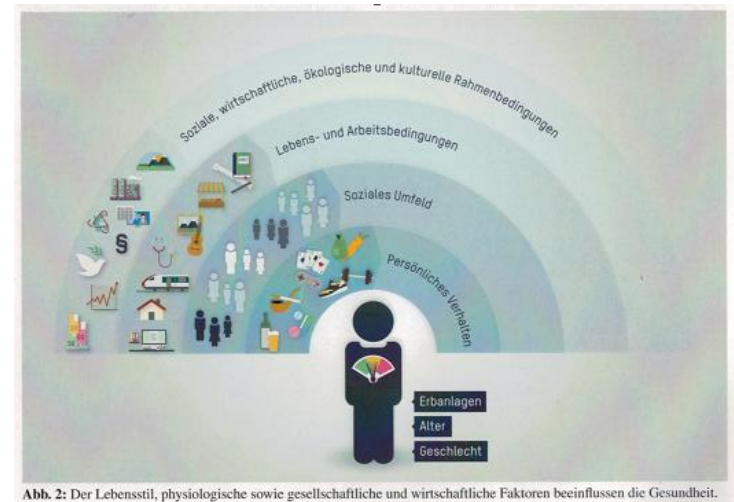 Soziale, wirtschaftliche, ökologische und kulturelle Rahmenbedingungen
Lebens- und Arbeitsbedingungen
Soziales Umfeld
Persönliches Verhalten
§
Erbanlagen
Alter
Geschlecht
Abb. 2: Der Lebensstil, physiologische sowie gesellschaftliche und wirtschaftliche Faktoren beeinflussen die Gesundheit.